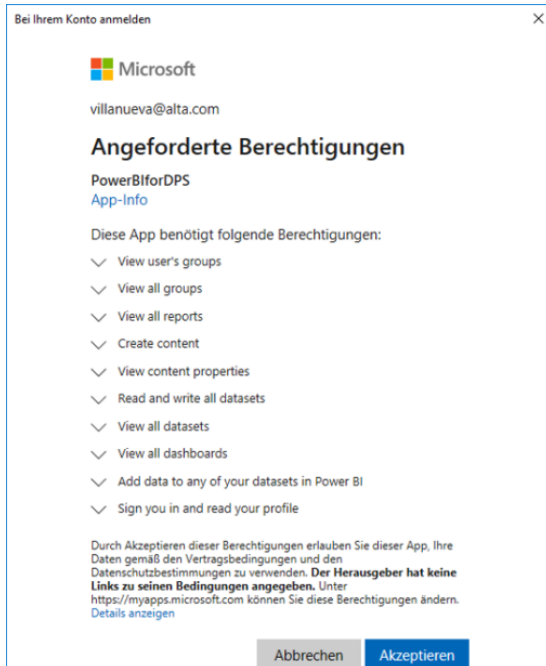 Bei Ihrem Konto anmelden
Microsoft
villanueva@alta.com
Angeforderte Berechtigungen
PowerBIforDPS
App-Info
Diese App benötigt folgende Berechtigungen:
View user's groups
View all groups
View all reports
Create content
View content properties
Read and write all datasets
View all datasets
View all dashboards
Add data to any of your datasets in Power BI
Sign you in and read your profile
Durch Akzeptieren dieser Berechtigungen erlauben Sie dieser App, Ihre
Daten gemäß den Vertragsbedingungen und den
Datenschutzbestimmungen zu verwenden. Der Herausgeber hat keine
Links zu seinen Bedingungen angegeben. Unter
https://myapps.microsoft.com können Sie diese Berechtigungen ändern.
Details anzeigen
Abbrechen Akzeptieren